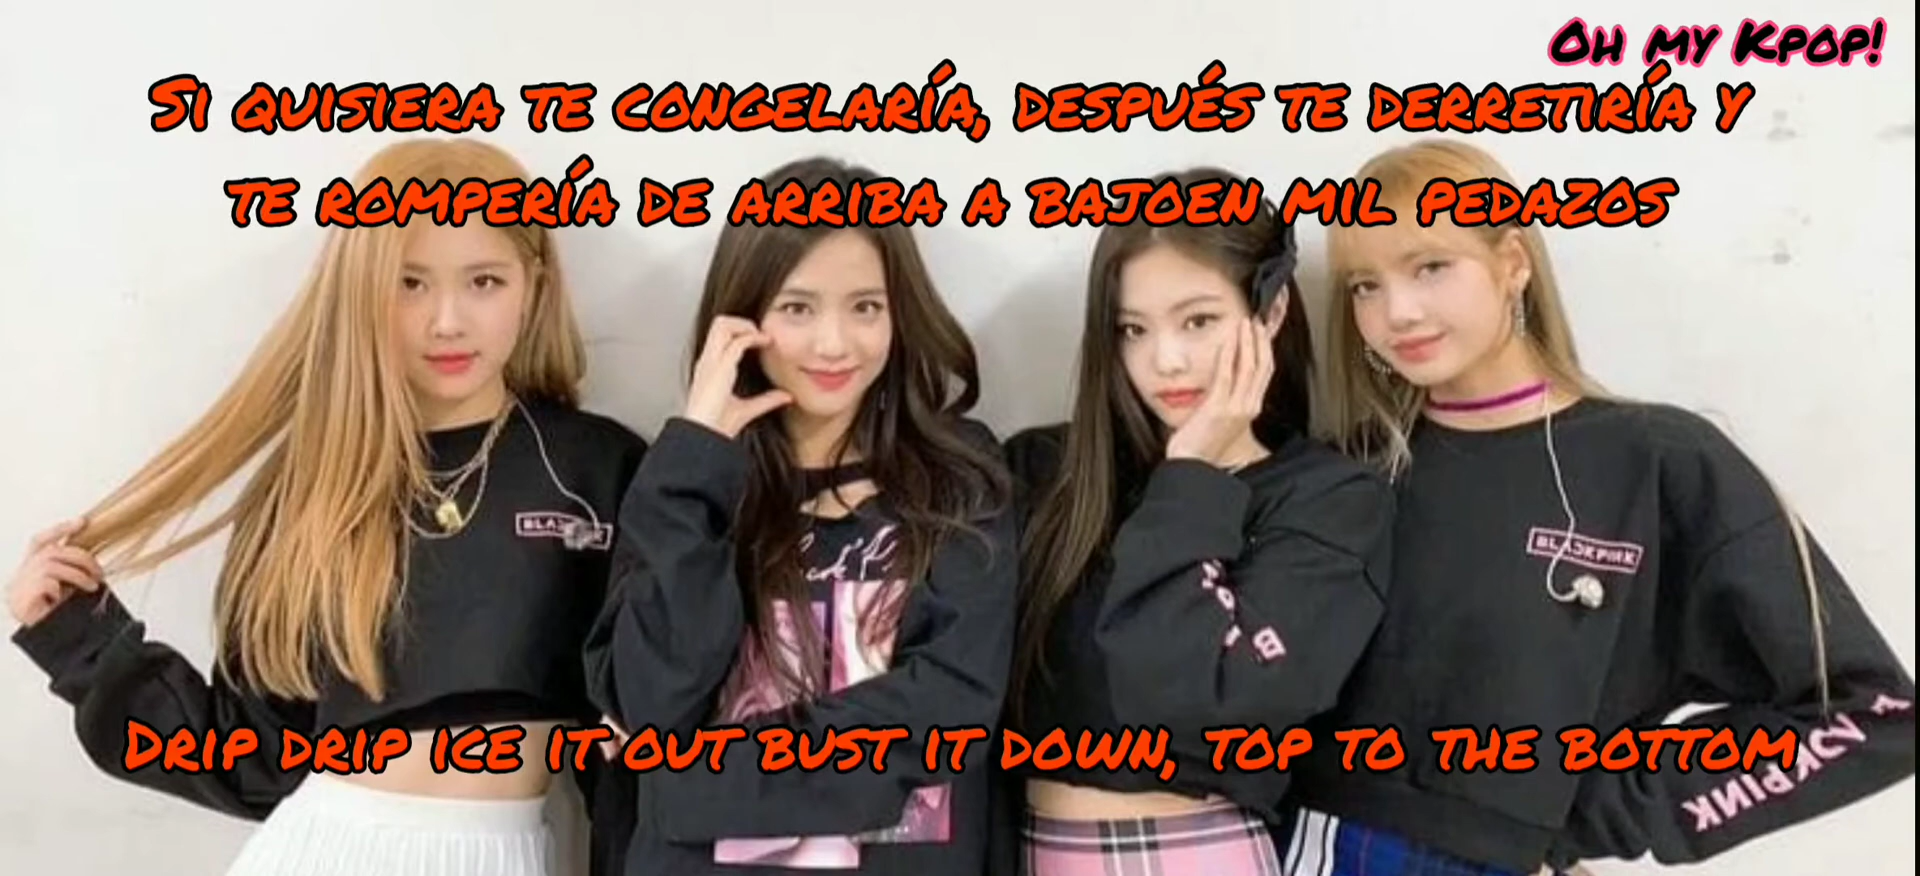 Oh my Kpop!
Si quisiera te congelaría, después te derretiría y
te rompería de arriba a bajoen mil pedazos
BLACKPINK
Drip drip ice it out bust it down, top to the bottom